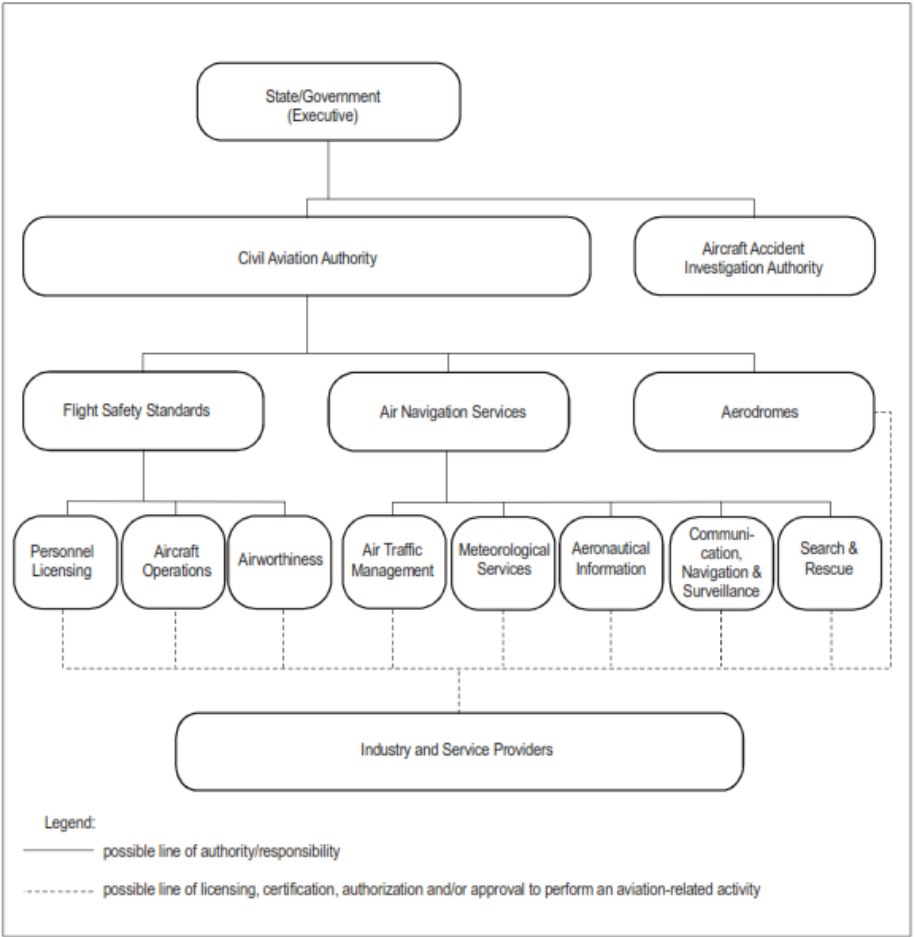 State/Government
(Executive)
Civil Aviation Authority
Aircraft Accident
Investigation Authority
Flight Safety Standards
Air Navigation Services
Aerodromes
Personnel
Licensing
Aircraft
Operations
Airworthiness
Air Traffic
Management
Meteorological
Services
Aeronautical
Information
Communi-
cation,
Navigation &
Surveillance
Search &
Rescue
Industry and Service Providers
Legend:
possible line of authority/responsibility
possible line of licensing, certification, authorization and/or approval to perform an aviation-related activity